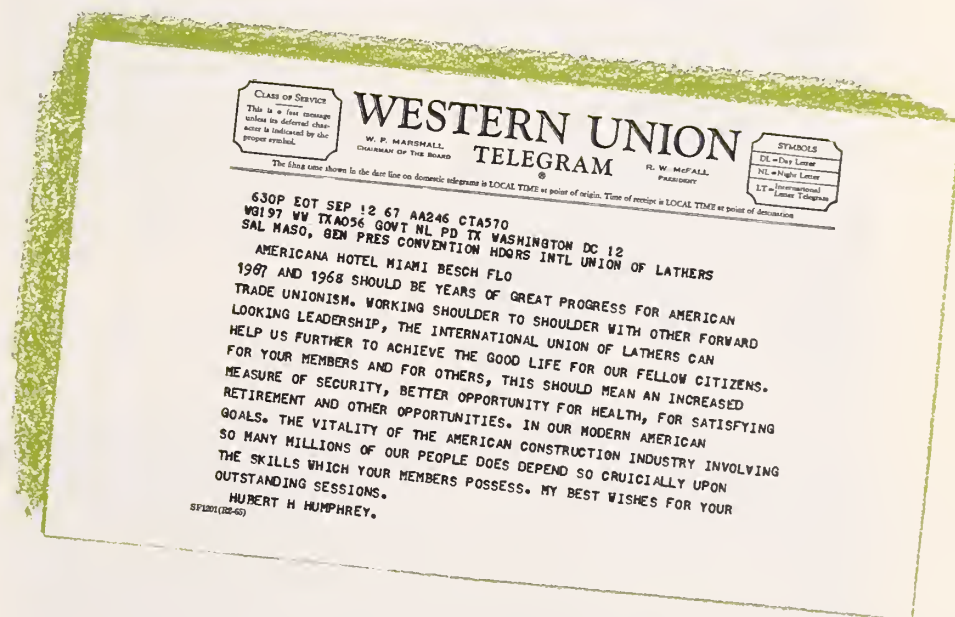 CLASS OF SERVICE
This is a fast message
unless its deferred char-
acter is indicated by the
proper symbol.
WESTERN UNION
TELEGRAM
®
W. P. MARSHALL
CHAIRMAN OF THE BOARD
R. W. McFALL
PRESIDENT
SYMBOLS
DL=Day Letter
NL=Night Letter
LT=International
Letter Telegram
The filing time shown in the date line on domestic telegrams is LOCAL TIME at point of origin. Time of receipt is LOCAL TIME at point of destination
630P EOT SEP 12 67 AA246 CTA570
WG197 WW TXA056 GOVT NL PD TX WASHINGTON DC 12
SAL MASO, GEN PRES CONVENTION HDQRS INTL UNION OF LATHERS
AMERICANA HOTEL MIAMI BESCH FLO
1967 AND 1968 SHOULD BE YEARS OF GREAT PROGRESS FOR AMERICAN
TRADE UNIONISM. WORKING SHOULDER TO SHOULDER WITH OTHER FORWARD
LOOKING LEADERSHIP, THE INTERNATIONAL UNION OF LATHERS CAN
HELP US FURTHER TO ACHIEVE THE GOOD LIFE FOR OUR FELLOW CITIZENS.
FOR YOUR MEMBERS AND FOR OTHERS, THIS SHOULD MEAN AN INCREASED
MEASURE OF SECURITY, BETTER OPPORTUNITY FOR HEALTH, FOR SATISFYING
RETIREMENT AND OTHER OPPORTUNITIES. IN OUR MODERN AMERICAN
GOALS. THE VITALITY OF THE AMERICAN CONSTRUCTION INDUSTRY INVOLVING
SO MANY MILLIONS OF OUR PEOPLE DOES DEPEND SO CRUICIALLY UPON
THE SKILLS WHICH YOUR MEMBERS POSSESS. MY BEST WISHES FOR YOUR
OUTSTANDING SESSIONS.
HUBERT H HUMPHREY.
SF1201(R2-65)